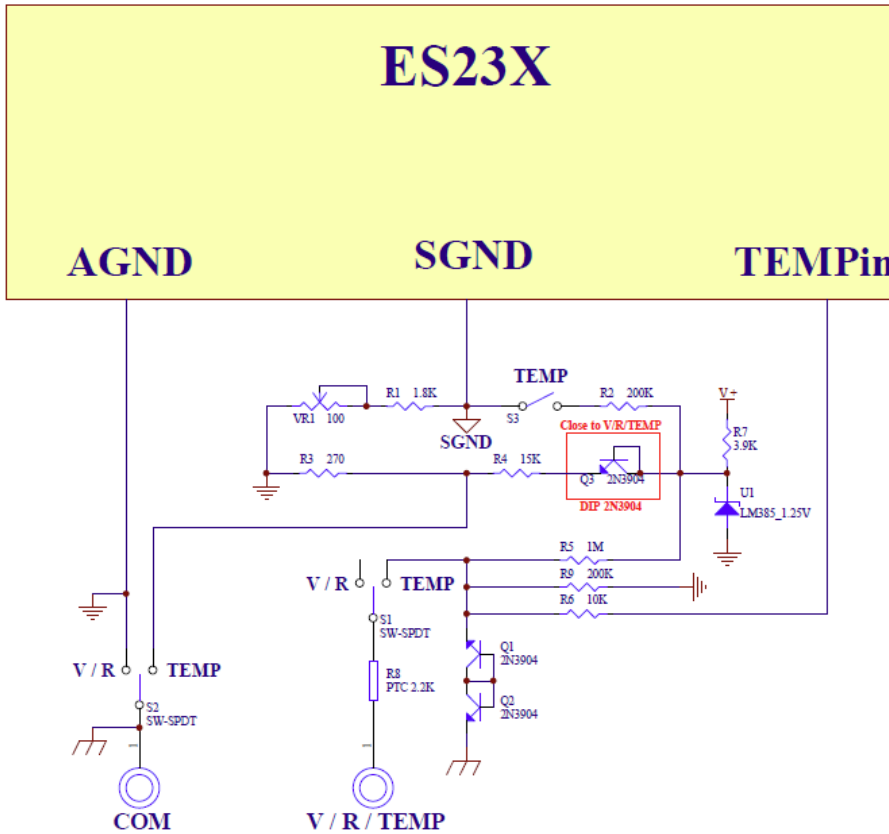 ES23X
AGND
SGND
TEMPin
TEMP
R1 1.8K
R2 200K
V+
VR1 100
S3
SGND
Close to V/R/TEMP
R7
3.9K
R3 270
R4 15K
Q3 2N3904
DIP 2N3904
U1
LM385_1.25V
R5 1M
V / R
TEMP
R9 200K
R6 10K
S1
SW-SPDT
Q1
2N3904
V / R
TEMP
R8
PTC 2.2K
Q2
2N3904
S2
SW-SPDT
1
1
COM
V / R / TEMP